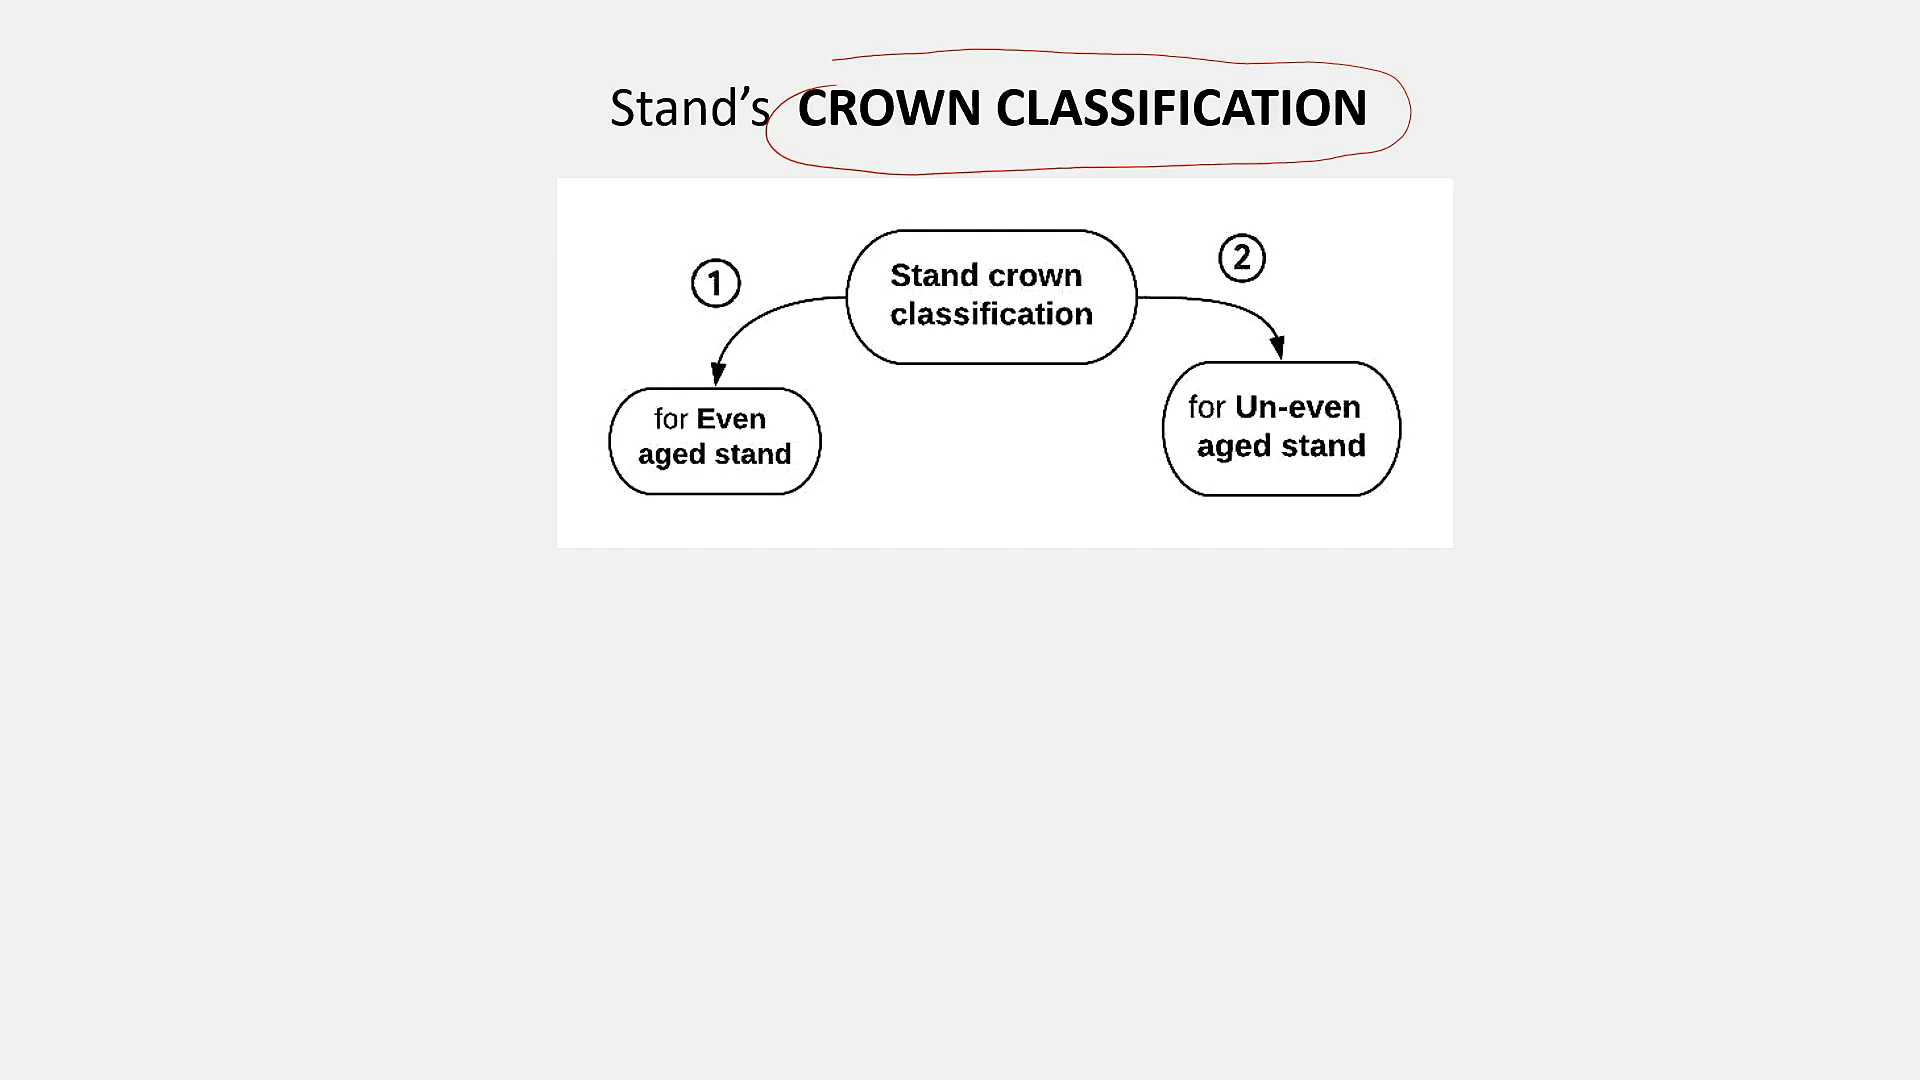 Stand’s CROWN CLASSIFICATION
1
2
Stand crown
classification
for Even
aged stand
for Un-even
aged stand